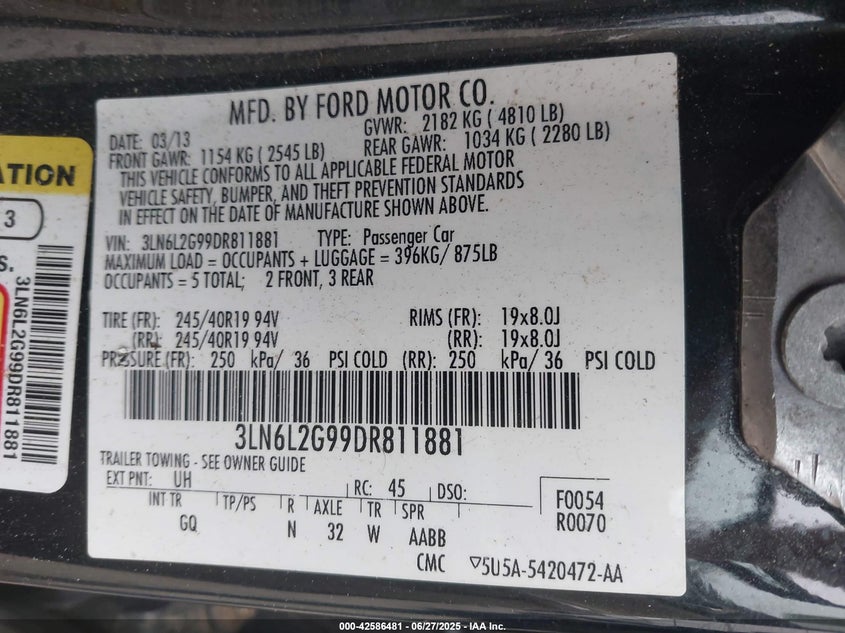 MFD. BY FORD MOTOR CO.
DATE: 03/13 GVWR: 2182 KG ( 4810 LB)
FRONT GAWR: 1154 KG ( 2545 LB) REAR GAWR: 1034 KG ( 2280 LB)
THIS VEHICLE CONFORMS TO ALL APPLICABLE FEDERAL MOTOR
VEHICLE SAFETY, BUMPER, AND THEFT PREVENTION STANDARDS
IN EFFECT ON THE DATE OF MANUFACTURE SHOWN ABOVE.
VIN: 3LN6L2G99DR811881 TYPE: Passenger Car
MAXIMUM LOAD = OCCUPANTS + LUGGAGE = 396KG/ 875LB
OCCUPANTS = 5 TOTAL; 2 FRONT, 3 REAR
TIRE (FR): 245/40R19 94V RIMS (FR): 19x8.0J
(RR): 245/40R19 94V (RR): 19x8.0J
PRESSURE (FR): 250 kPa/ 36 PSI COLD (RR): 250 kPa/ 36 PSI COLD
3LN6L2G99DR811881
TRAILER TOWING - SEE OWNER GUIDE
EXT PNT: UH RC: 45 DSO:
INT TR TP/PS R AXLE TR SPR
GQ N 32 W AABB
F0054
R0070
CMC ▽5U5A-5420472-AA
ATION
3
S.
3LN6L2G99DR811881
000-42586481 - 06/27/2025 - IAA Inc.